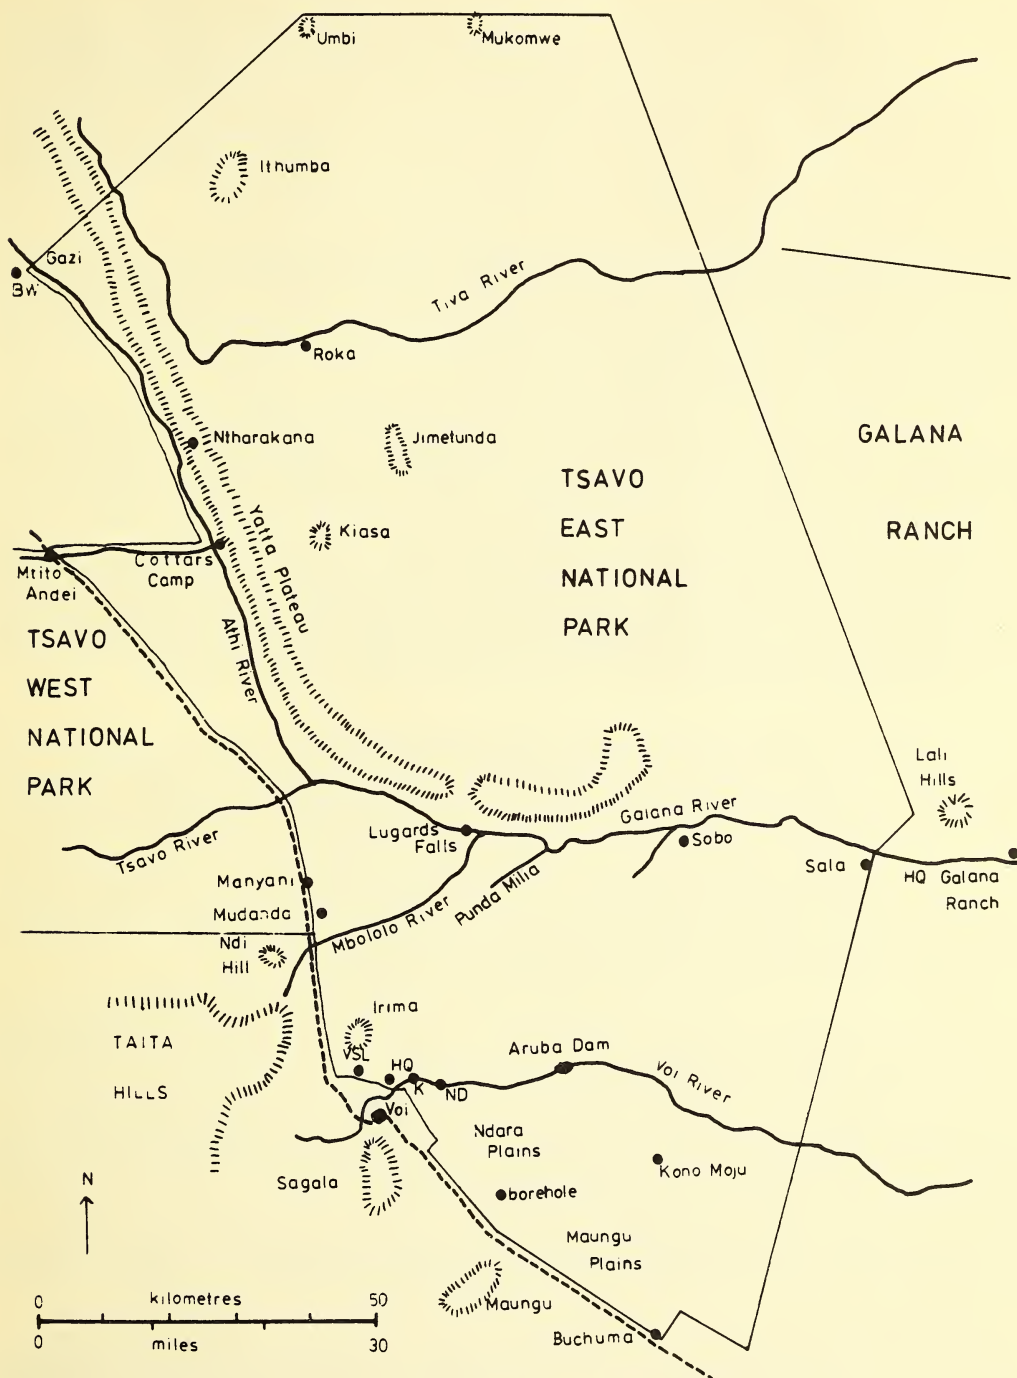 Umbi
Mukomwe
Ithumba
Gazi
BW
Tiva River
Roka
Ntharakana
Jimetunda
GALANA
RANCH
TSAVO
EAST
NATIONAL
PARK
Kiasa
Yatta Plateau
Cottars
Camp
Mtito
Andei
Athi River
TSAVO
WEST
NATIONAL
PARK
Lali
Hills
Galana River
Lugards
Falls
Sobo
Tsavo River
Sala
HQ Galana
Ranch
Manyani
Punda Milia
Mudanda
Mbololo River
Ndi
Hill
Irima
TAITA
HILLS
VSL
HQ
K
ND
Aruba Dam
Voi River
Voi
Ndara
Plains
Kono Moju
Sagala
N
borehole
Maungu
Plains
Maungu
Buchuma
0 kilometres 50
0 miles 30